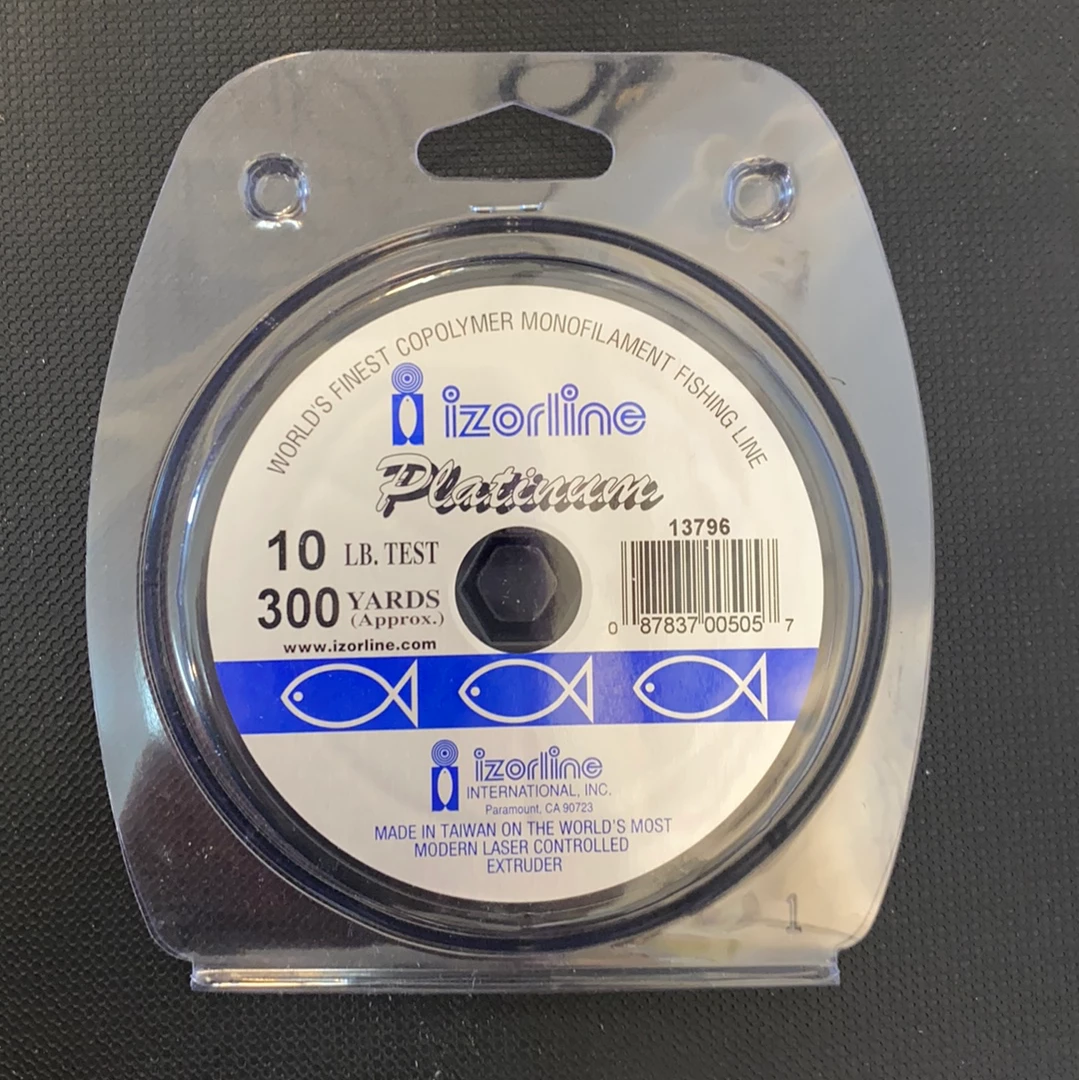 WORLD'S FINEST COPOLYMER MONOFILAMENT FISHING LINE
izorline
Platinum
10 LB. TEST
300 YARDS
(Approx.)
www.izorline.com
13796
0 87837 00505 7
izorline
INTERNATIONAL, INC.
Paramount, CA 90723
MADE IN TAIWAN ON THE WORLD'S MOST
MODERN LASER CONTROLLED
EXTRUDER
1